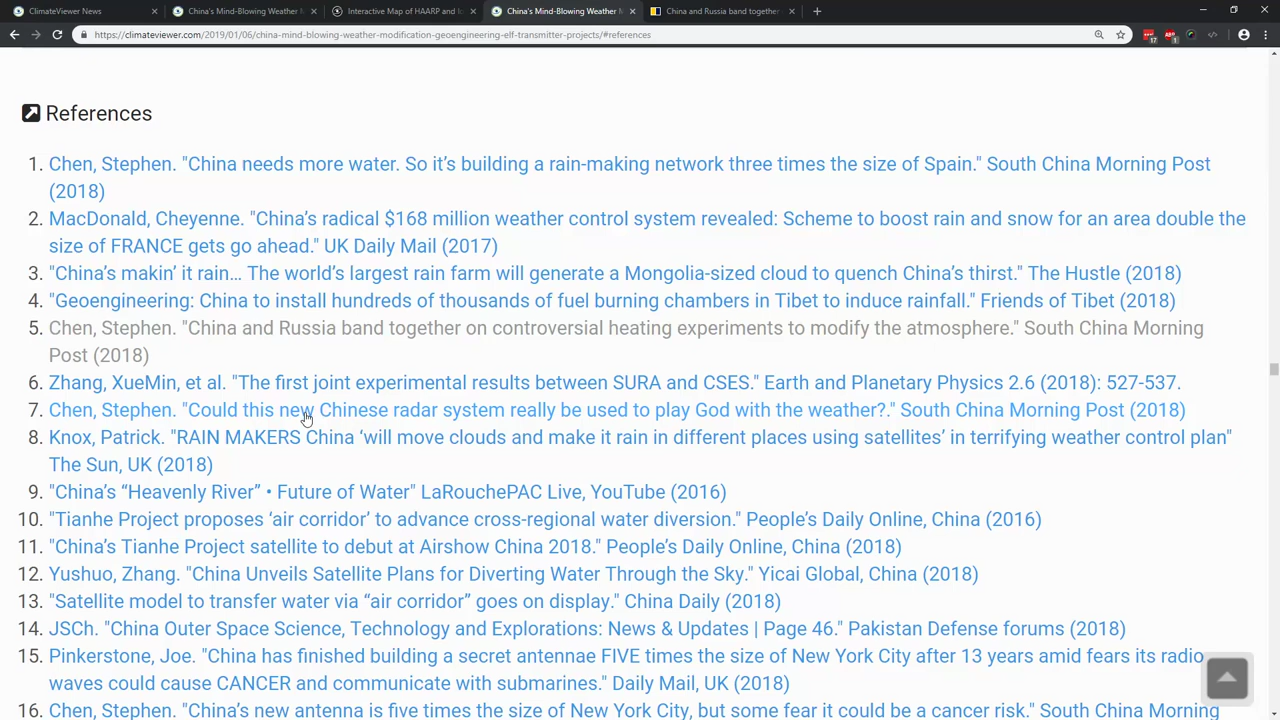 ClimateViewer News
China's Mind-Blowing Weather M
Interactive Map of HAARP and Io
China's Mind-Blowing Weather M
China and Russia band together
https://climateviewer.com/2019/01/06/china-mind-blowing-weather-modification-geoengineering-elf-transmitter-projects/#references
References
1. Chen, Stephen. "China needs more water. So it’s building a rain-making network three times the size of Spain." South China Morning Post
(2018)
2. MacDonald, Cheyenne. "China’s radical $168 million weather control system revealed: Scheme to boost rain and snow for an area double the
size of FRANCE gets go ahead." UK Daily Mail (2017)
3. "China’s makin’ it rain… The world’s largest rain farm will generate a Mongolia-sized cloud to quench China’s thirst." The Hustle (2018)
4. "Geoengineering: China to install hundreds of thousands of fuel burning chambers in Tibet to induce rainfall." Friends of Tibet (2018)
5. Chen, Stephen. "China and Russia band together on controversial heating experiments to modify the atmosphere." South China Morning
Post (2018)
6. Zhang, XueMin, et al. "The first joint experimental results between SURA and CSES." Earth and Planetary Physics 2.6 (2018): 527-537.
7. Chen, Stephen. "Could this new Chinese radar system really be used to play God with the weather?." South China Morning Post (2018)
8. Knox, Patrick. "RAIN MAKERS China ‘will move clouds and make it rain in different places using satellites’ in terrifying weather control plan"
The Sun, UK (2018)
9. "China’s “Heavenly River” • Future of Water" LaRouchePAC Live, YouTube (2016)
10. "Tianhe Project proposes ‘air corridor’ to advance cross-regional water diversion." People’s Daily Online, China (2016)
11. "China’s Tianhe Project satellite to debut at Airshow China 2018." People’s Daily Online, China (2018)
12. Yushuo, Zhang. "China Unveils Satellite Plans for Diverting Water Through the Sky." Yicai Global, China (2018)
13. "Satellite model to transfer water via “air corridor” goes on display." China Daily (2018)
14. JSCh. "China Outer Space Science, Technology and Explorations: News & Updates | Page 46." Pakistan Defense forums (2018)
15. Pinkerstone, Joe. "China has finished building a secret antennae FIVE times the size of New York City after 13 years amid fears its radio
waves could cause CANCER and communicate with submarines." Daily Mail, UK (2018)
16. Chen, Stephen. "China’s new antenna is five times the size of New York City, but some fear it could be a cancer risk." South China Morning